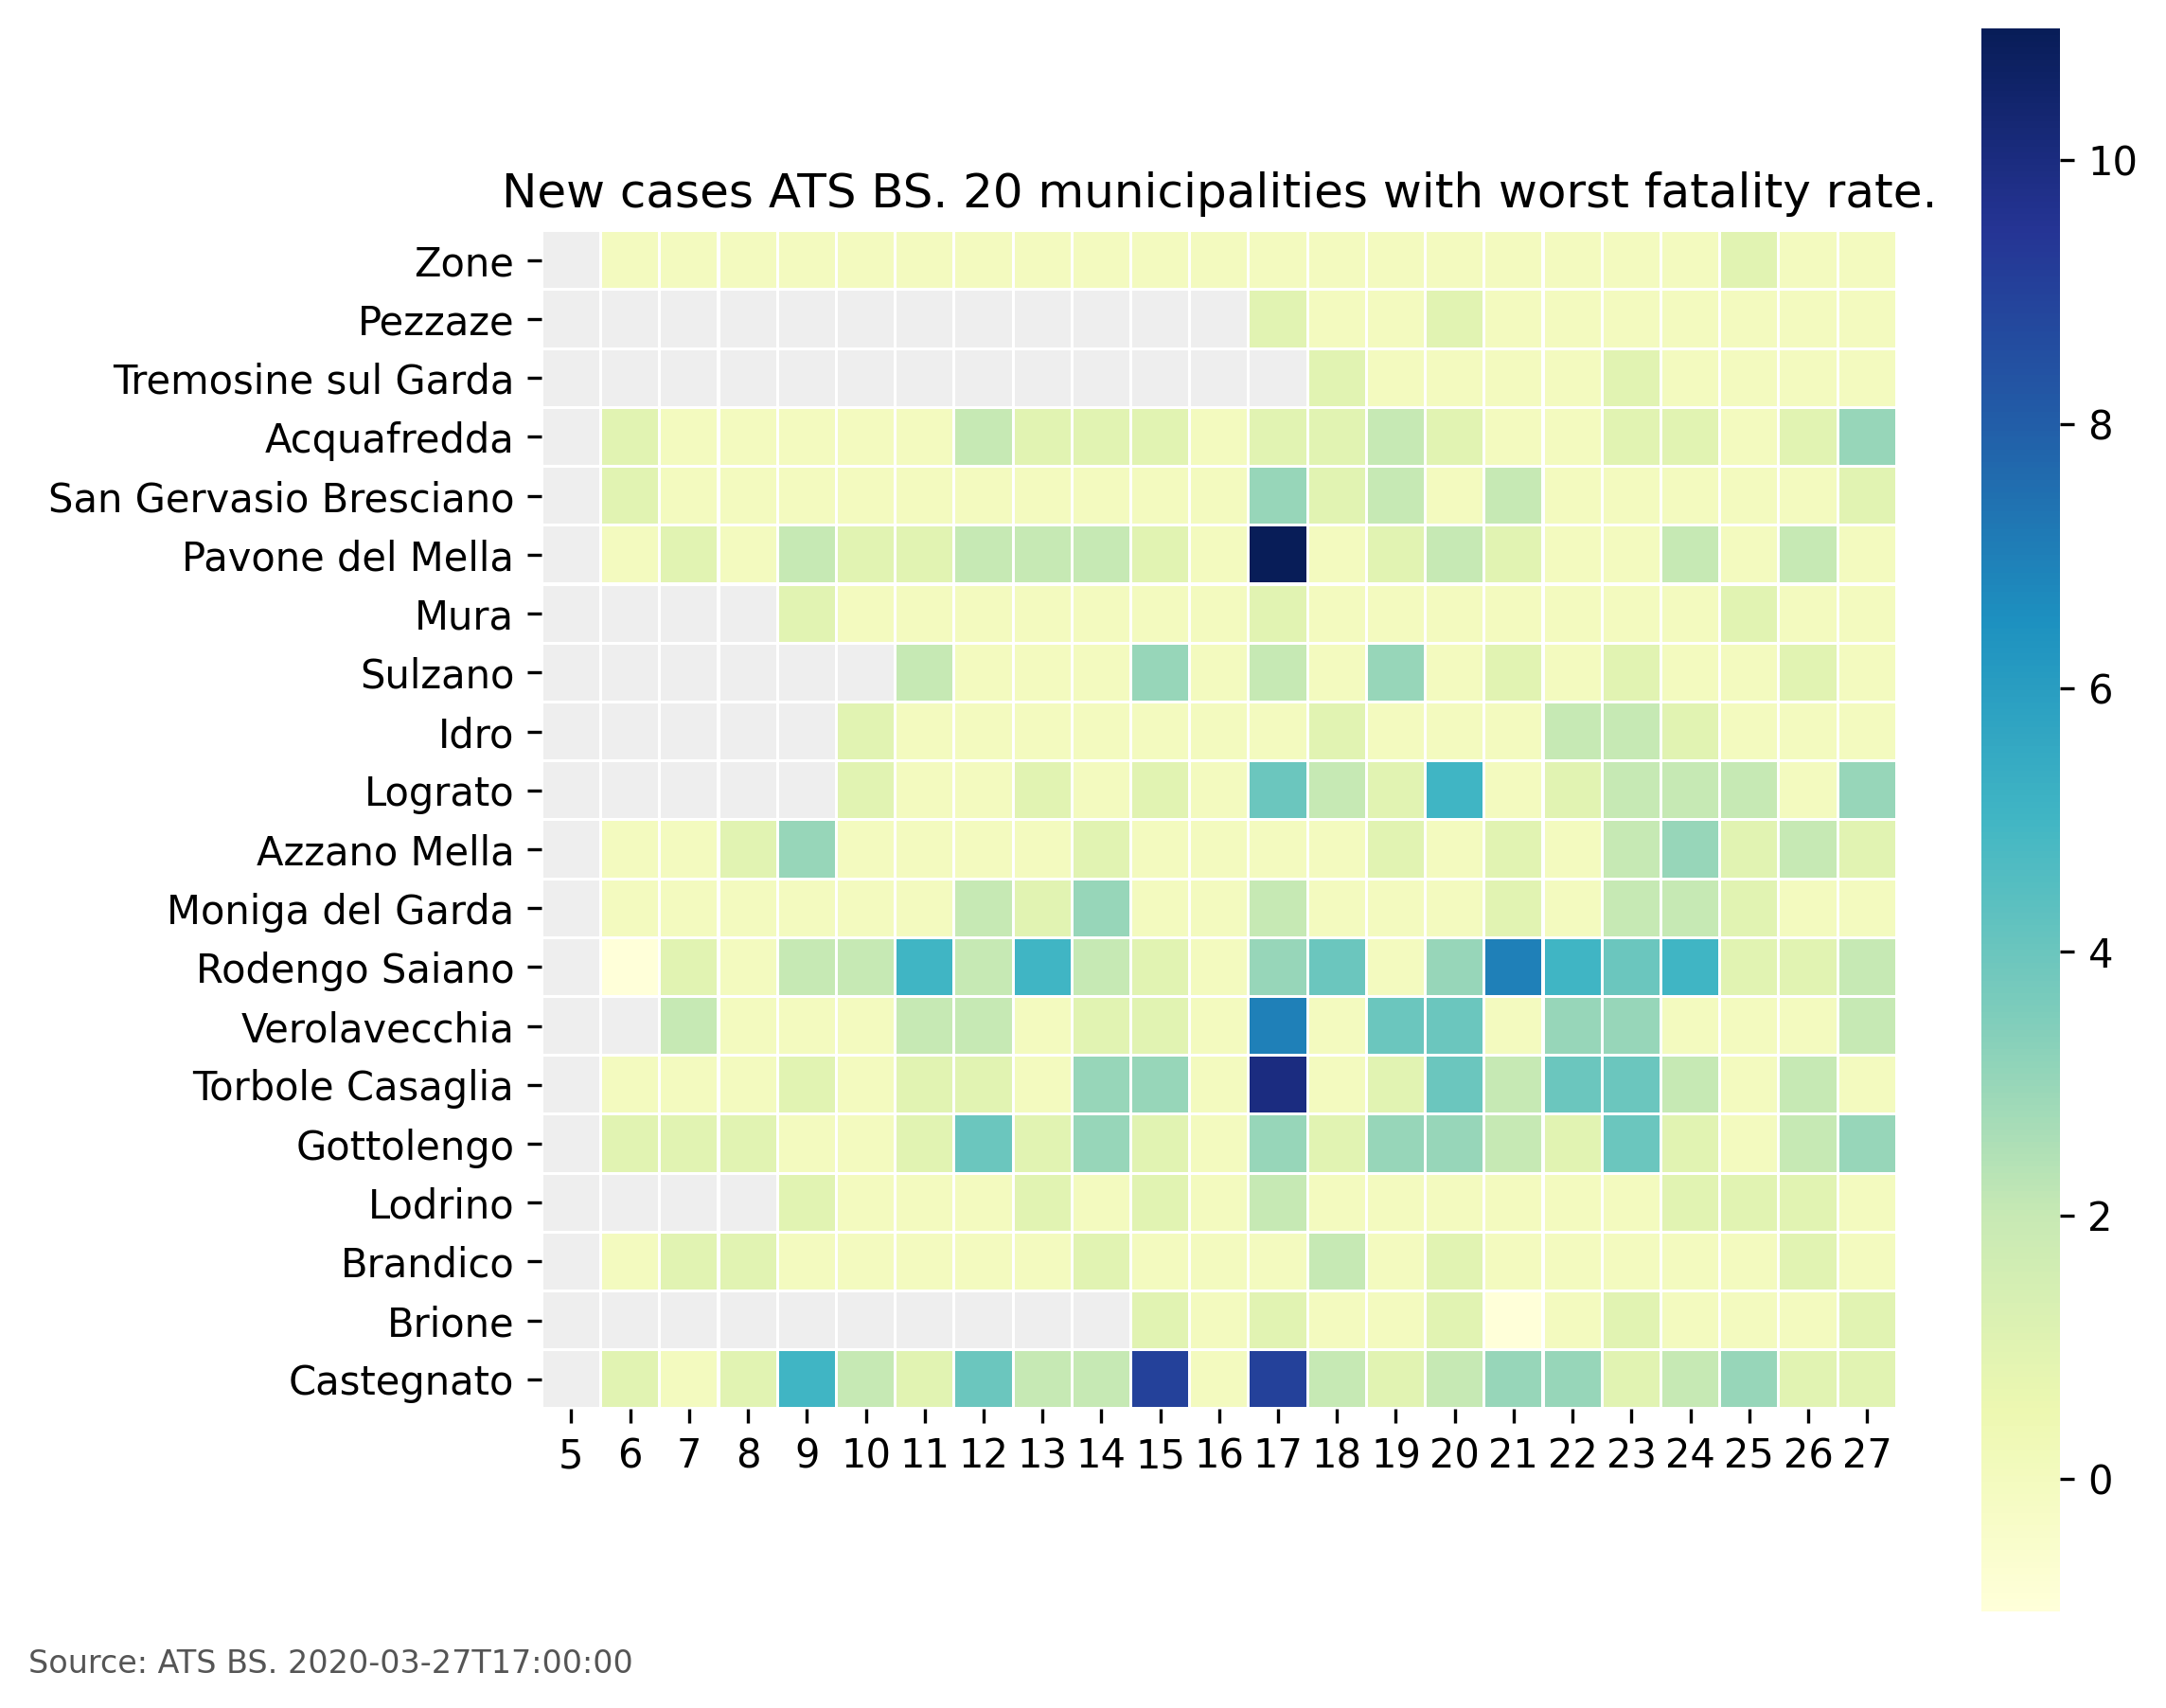 New cases ATS BS. 20 municipalities with worst fatality rate.
Zone
Pezzaze
Tremosine sul Garda
Acquafredda
San Gervasio Bresciano
Pavone del Mella
Mura
Sulzano
Idro
Lograto
Azzano Mella
Moniga del Garda
Rodengo Saiano
Verolavecchia
Torbole Casaglia
Gottolengo
Lodrino
Brandico
Brione
Castegnato
5 6 7 8 9 10 11 12 13 14 15 16 17 18 19 20 21 22 23 24 25 26 27
10
8
6
4
2
0
Source: ATS BS. 2020-03-27T17:00:00